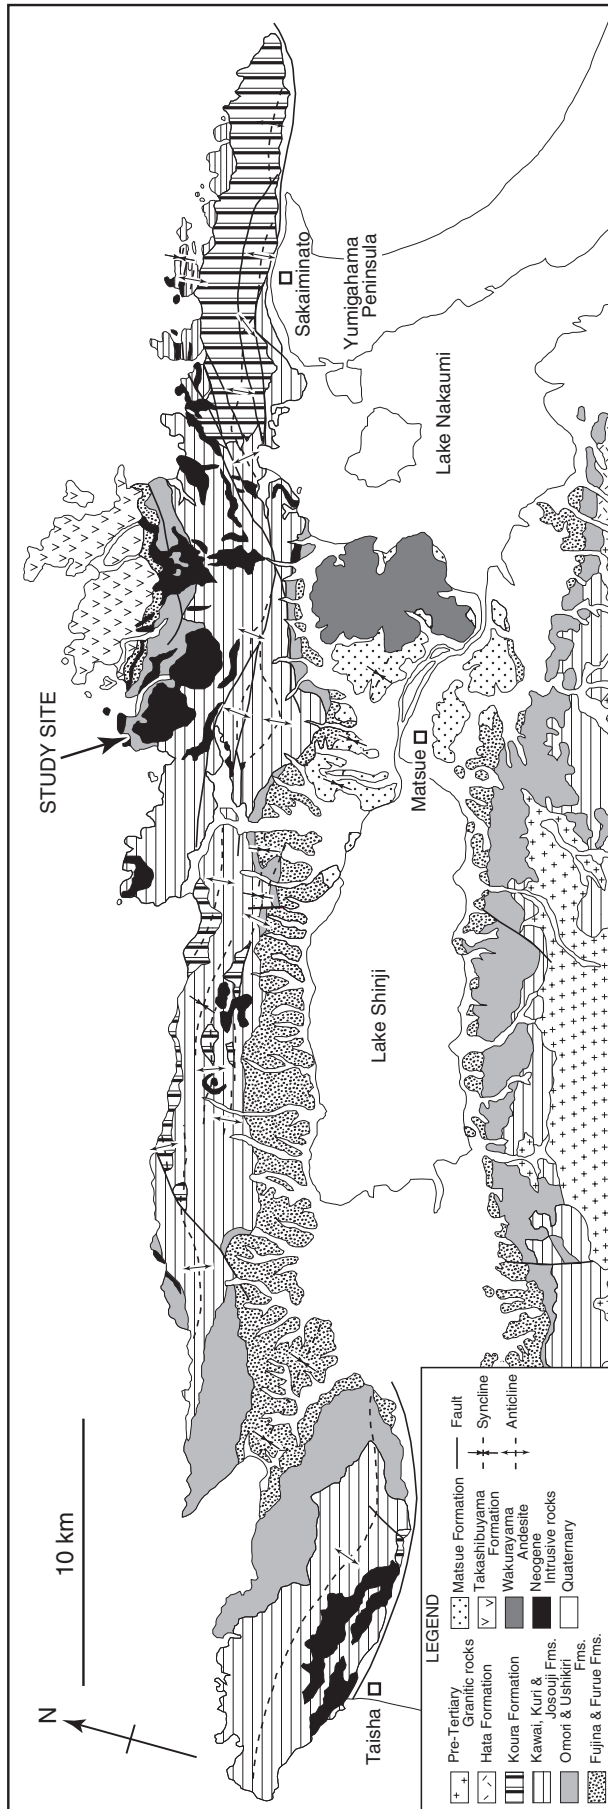 N
10 km
STUDY SITE
Taisha
Lake Shinji
Matsue
Lake Nakaumi
Sakaiminato
Yumigahama
Peninsula
LEGEND
Pre-Tertiary
Granitic rocks
Hata Formation
Koura Formation
Kawai, Kuri &
Josouji Fms.
Omori & Ushikiri
Fms.
Fujina & Furue Fms.
Matsue Formation
Takashibuyama
Formation
Wakurayama
Andesite
Neogene
Intrusive rocks
Quaternary
Fault
Syncline
Anticline